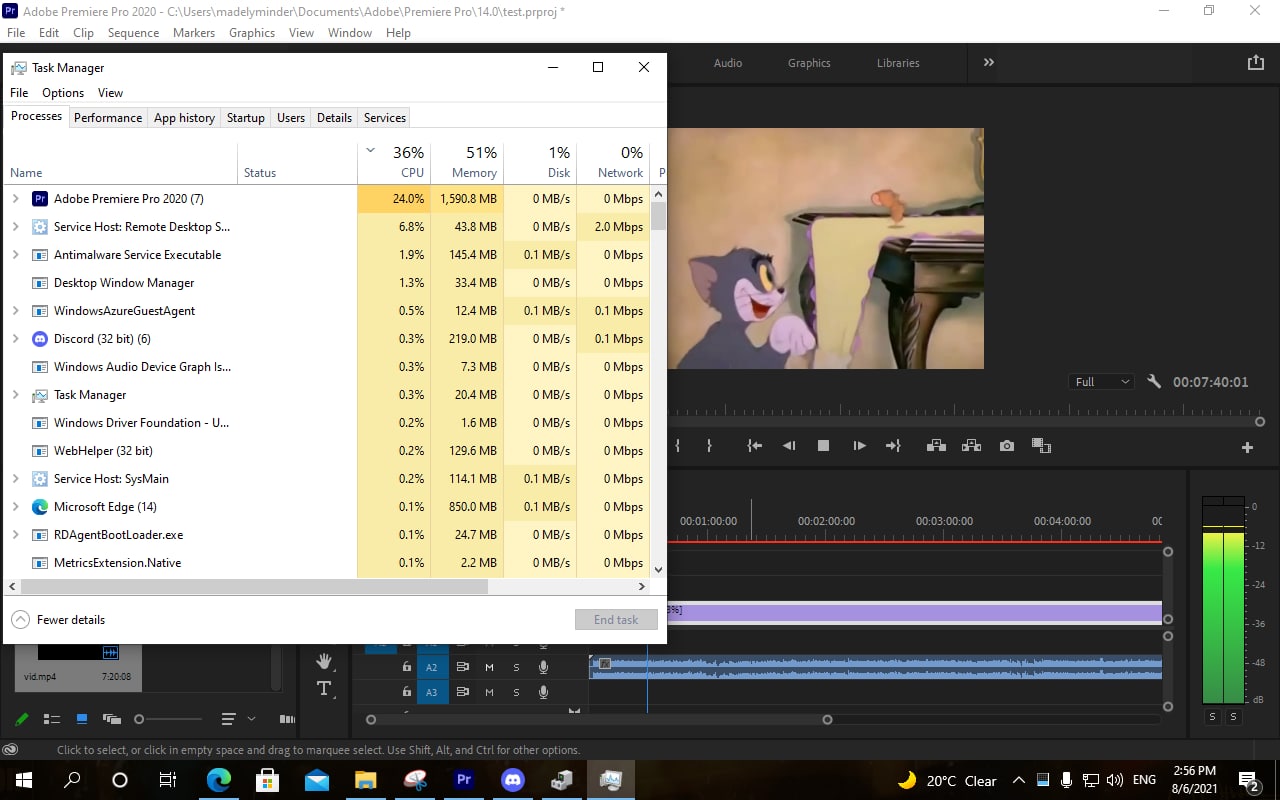 Adobe Premiere Pro 2020 - C:\Users\madelyminder\Documents\Adobe\Premiere Pro\14.0\test.prproj *
File Edit Clip Sequence Markers Graphics View Window Help
Task Manager
File Options View
Processes Performance App history Startup Users Details Services
36% 51% 1% 0%
Name Status CPU Memory Disk Network P
Adobe Premiere Pro 2020 (7) 24.0% 1,590.8 MB 0 MB/s 0 Mbps
Service Host: Remote Desktop S... 6.8% 43.8 MB 0 MB/s 2.0 Mbps
Antimalware Service Executable 1.9% 145.4 MB 0.1 MB/s 0 Mbps
Desktop Window Manager 1.3% 33.4 MB 0 MB/s 0 Mbps
WindowsAzureGuestAgent 0.5% 12.4 MB 0.1 MB/s 0.1 Mbps
Discord (32 bit) (6) 0.3% 219.0 MB 0 MB/s 0.1 Mbps
Windows Audio Device Graph Is... 0.3% 7.3 MB 0 MB/s 0 Mbps
Task Manager 0.3% 20.4 MB 0 MB/s 0 Mbps
Windows Driver Foundation - U... 0.2% 1.6 MB 0 MB/s 0 Mbps
WebHelper (32 bit) 0.2% 129.6 MB 0 MB/s 0 Mbps
Service Host: SysMain 0.2% 114.1 MB 0.1 MB/s 0 Mbps
Microsoft Edge (14) 0.1% 850.0 MB 0.1 MB/s 0 Mbps
RDAgentBootLoader.exe 0.1% 24.7 MB 0 MB/s 0 Mbps
MetricsExtension.Native 0.1% 2.2 MB 0 MB/s 0 Mbps
Fewer details End task
Audio Graphics Libraries
Full 00:07:40:01
00:01:00:00 00:02:00:00 00:03:00:00 00:04:00:00 00
3%]
A2 M S
A3 M S
0
-12
-24
-36
-48
dB
S S
vid.mp4 7:20:08
Click to select, or click in empty space and drag to marquee select. Use Shift, Alt, and Ctrl for other options.
20°C Clear ENG 2:56 PM
8/6/2021
2